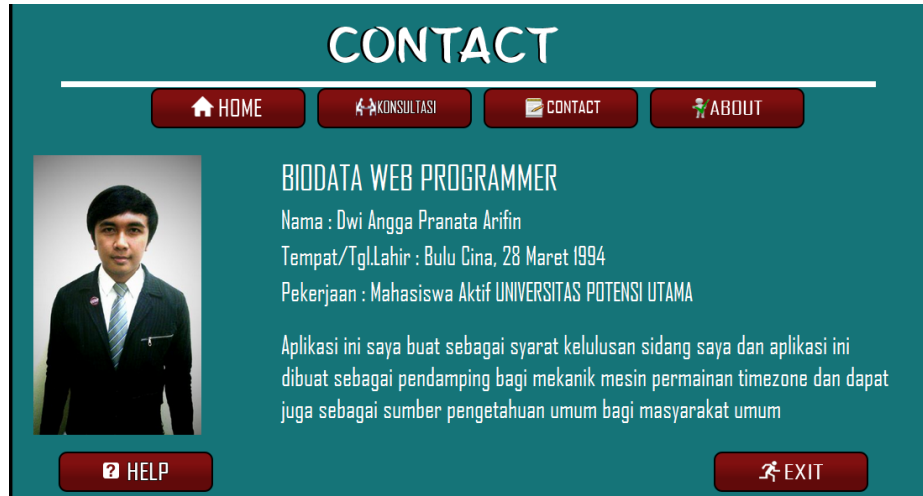 CONTACT
HOME
KONSULTASI
CONTACT
ABOUT
BIODATA WEB PROGRAMMER
Nama : Dwi Angga Pranata Arifin
Tempat/Tgl.Lahir : Bulu Cina, 28 Maret 1994
Pekerjaan : Mahasiswa Aktif UNIVERSITAS POTENSI UTAMA
Aplikasi ini saya buat sebagai syarat kelulusan sidang saya dan aplikasi ini
dibuat sebagai pendamping bagi mekanik mesin permainan timezone dan dapat
juga sebagai sumber pengetahuan umum bagi masyarakat umum
HELP
EXIT